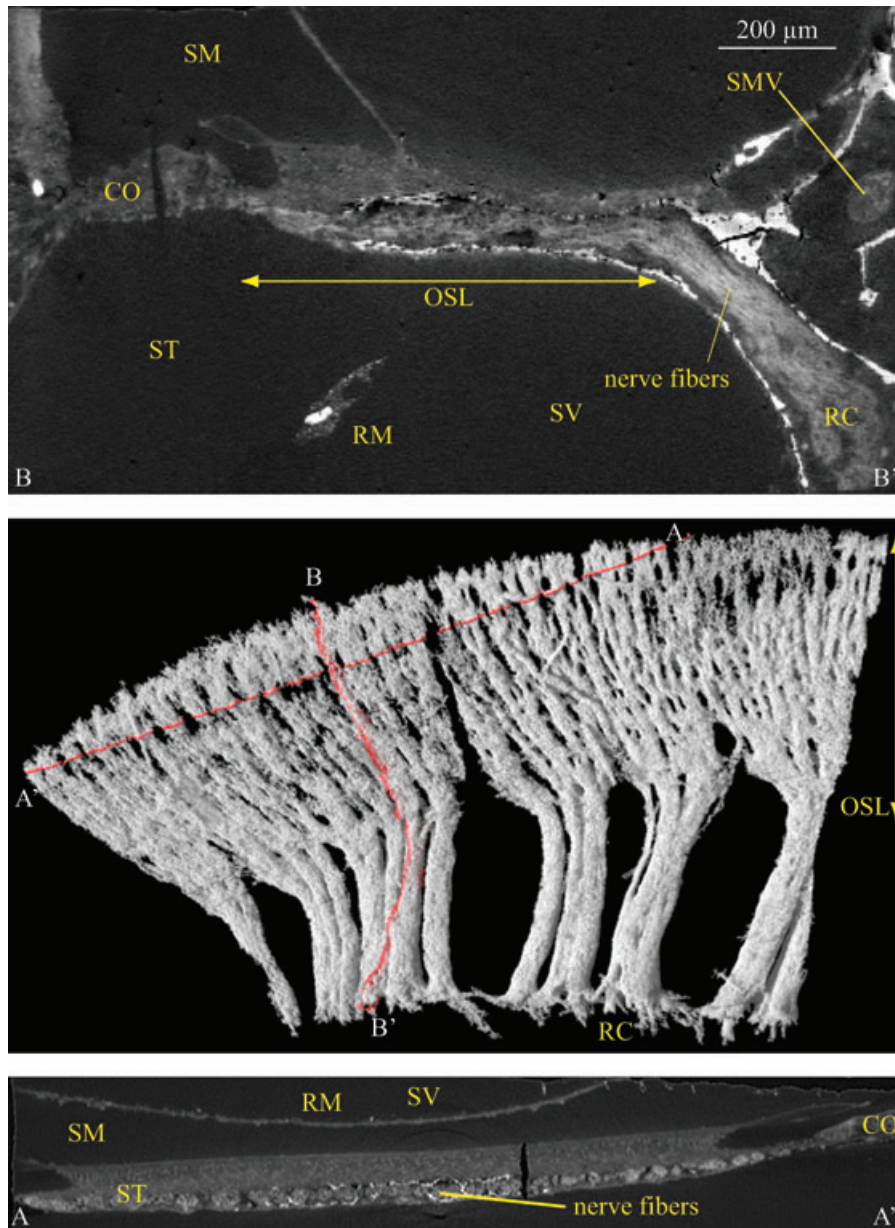 200 µm
SM
SMV
CO
OSL
ST
nerve fibers
SV
RM
RC
B
B'
A
B
A'
OSL
B'
RC
RM
SV
SM
CO
ST
nerve fibers
A
A